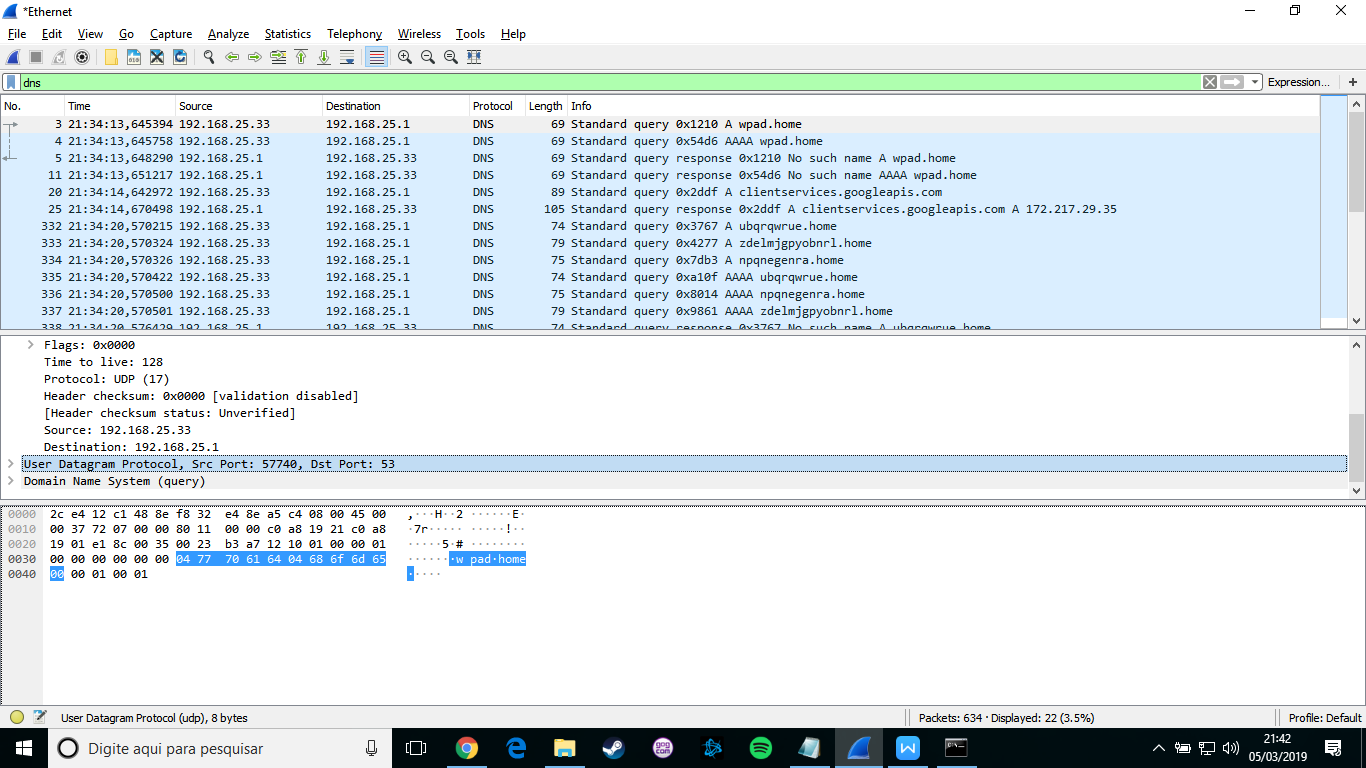 *Ethernet
File Edit View Go Capture Analyze Statistics Telephony Wireless Tools Help
dns
Expression...
No. Time Source Destination Protocol Length Info
3 21:34:13,645394 192.168.25.33 192.168.25.1 DNS 69 Standard query 0x1210 A wpad.home
4 21:34:13,645758 192.168.25.33 192.168.25.1 DNS 69 Standard query 0x54d6 AAAA wpad.home
5 21:34:13,648290 192.168.25.1 192.168.25.33 DNS 69 Standard query response 0x1210 No such name A wpad.home
11 21:34:13,651217 192.168.25.1 192.168.25.33 DNS 69 Standard query response 0x54d6 No such name AAAA wpad.home
20 21:34:14,642972 192.168.25.33 192.168.25.1 DNS 89 Standard query 0x2ddf A clientservices.googleapis.com
25 21:34:14,670498 192.168.25.1 192.168.25.33 DNS 105 Standard query response 0x2ddf A clientservices.googleapis.com A 172.217.29.35
332 21:34:20,570215 192.168.25.33 192.168.25.1 DNS 74 Standard query 0x3767 A ubqrqwrue.home
333 21:34:20,570324 192.168.25.33 192.168.25.1 DNS 79 Standard query 0x4277 A zdelmjgpyobnrl.home
334 21:34:20,570326 192.168.25.33 192.168.25.1 DNS 75 Standard query 0x7db3 A npqnegenra.home
335 21:34:20,570422 192.168.25.33 192.168.25.1 DNS 74 Standard query 0xa10f AAAA ubqrqwrue.home
336 21:34:20,570500 192.168.25.33 192.168.25.1 DNS 75 Standard query 0x8014 AAAA npqnegenra.home
337 21:34:20,570501 192.168.25.33 192.168.25.1 DNS 79 Standard query 0x9861 AAAA zdelmjgpyobnrl.home
338 21:34:20,576429 192.168.25.1 192.168.25.33 DNS 74 Standard query response 0x3767 No such name A ubqrqwrue.home
Flags: 0x0000
Time to live: 128
Protocol: UDP (17)
Header checksum: 0x0000 [validation disabled]
[Header checksum status: Unverified]
Source: 192.168.25.33
Destination: 192.168.25.1
User Datagram Protocol, Src Port: 57740, Dst Port: 53
Domain Name System (query)
0000 2c e4 12 c1 48 8e f8 32 e4 8e a5 c4 08 00 45 00 ,···H··2 ······E·
0010 00 37 72 07 00 00 80 11 00 00 c0 a8 19 21 c0 a8 ·7r····· ·····!··
0020 19 01 e1 8c 00 35 00 23 b3 a7 12 10 01 00 00 01 ·····5·# ········
0030 00 00 00 00 00 00 04 77 70 61 64 04 68 6f 6d 65 ·······w pad·home
0040 00 00 01 00 01 ·····
User Datagram Protocol (udp), 8 bytes
Packets: 634 · Displayed: 22 (3.5%)
Profile: Default
Digite aqui para pesquisar
gog
com
21:42
05/03/2019